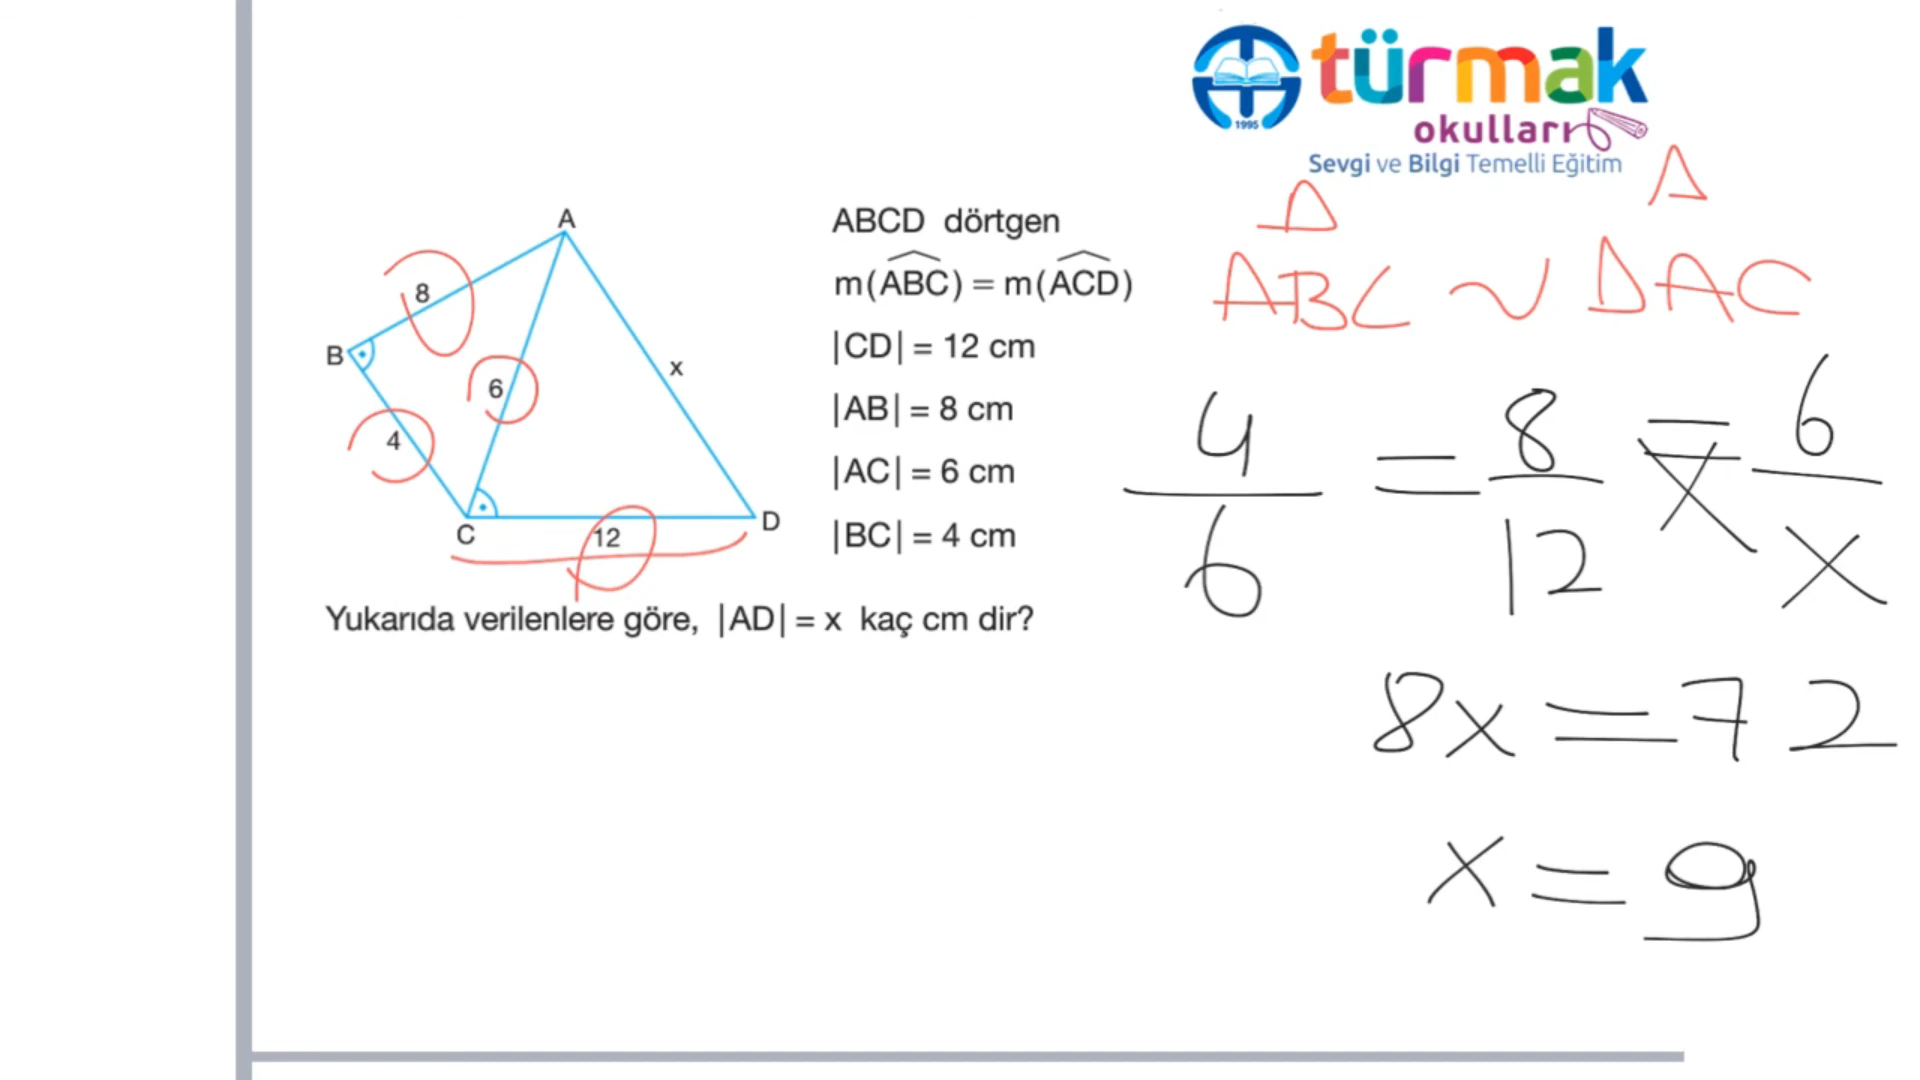 türmak
okulları
1995
Sevgi ve Bilgi Temelli Eğitim
A
8
B
6
x
4
C
12
D
ABCD dörtgen
m(ABC) = m(ACD)
|CD| = 12 cm
|AB| = 8 cm
|AC| = 6 cm
|BC| = 4 cm
Yukarıda verilenlere göre, |AD| = x kaç cm dir?
ABC ~ DAC
4/6 = 8/12 = 6/x
8x = 72
x = 9